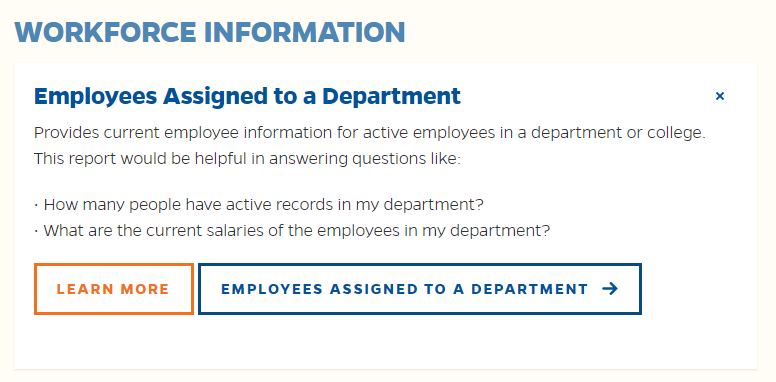 WORKFORCE INFORMATION
Employees Assigned to a Department ×
Provides current employee information for active employees in a department or college.
This report would be helpful in answering questions like:
· How many people have active records in my department?
· What are the current salaries of the employees in my department?
LEARN MORE
EMPLOYEES ASSIGNED TO A DEPARTMENT →